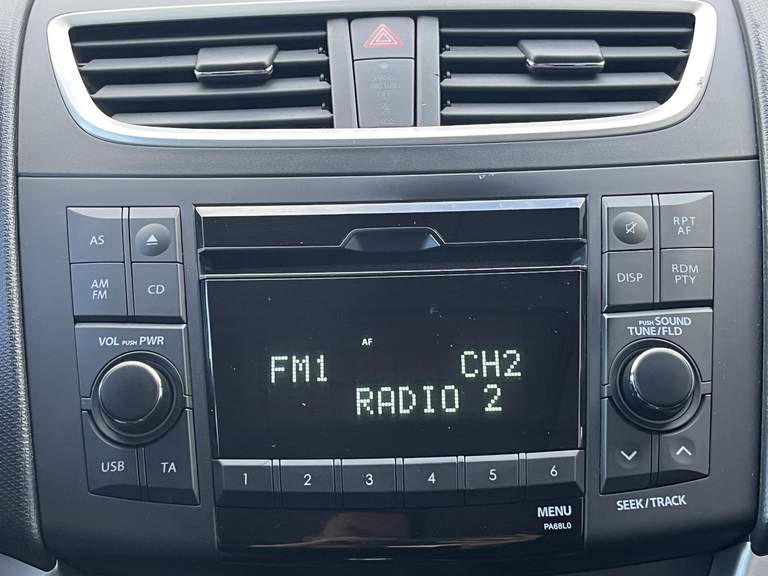 AS
AM
FM
CD
RPT
AF
DISP
RDM
PTY
VOL PUSH PWR
PUSH SOUND
TUNE/FLD
AF
FM1 CH2
RADIO 2
USB TA
1 2 3 4 5 6
SEEK/TRACK
MENU
PA68L0